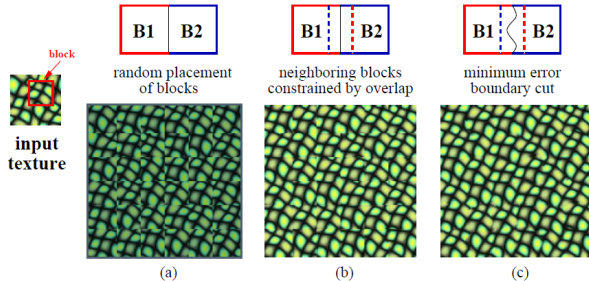 block
input
texture
B1 B2
random placement
of blocks
(a)
B1 B2
neighboring blocks
constrained by overlap
(b)
B1 B2
minimum error
boundary cut
(c)